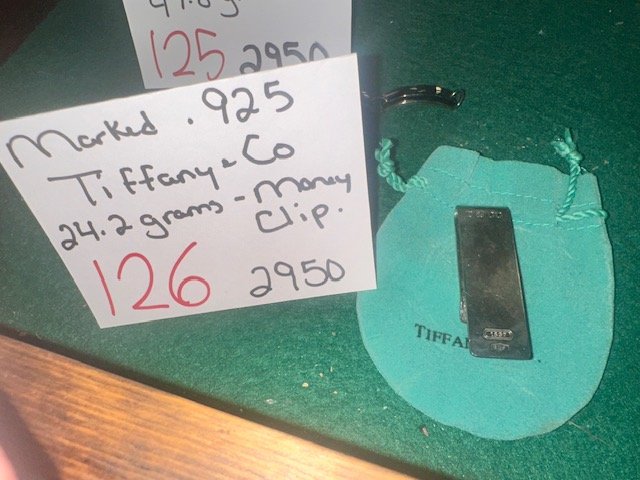 125 2950
Marked .925
Tiffany & Co
24.2 grams - Money
Clip.
126 2950
TIFFA